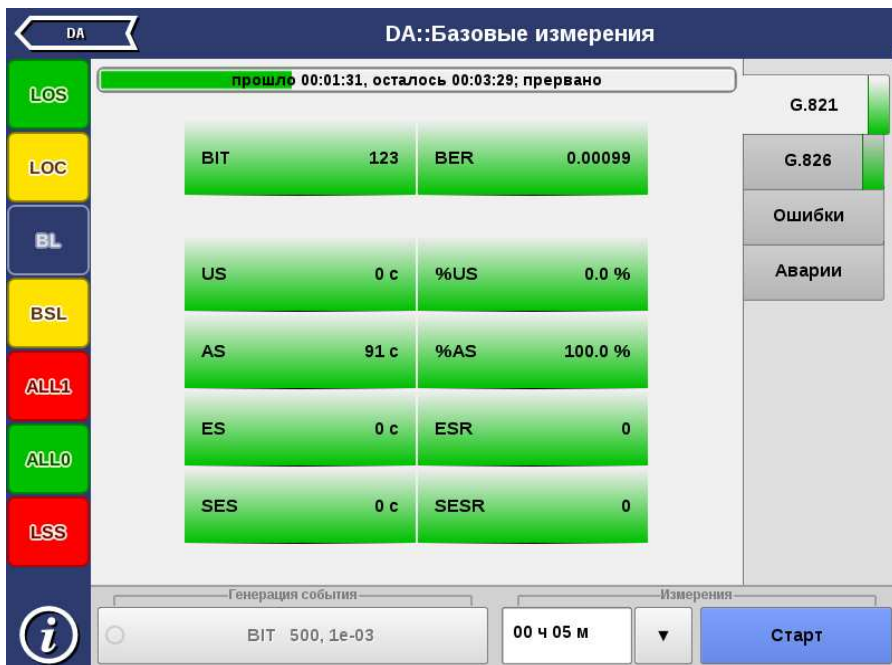 DA
DA::Базовые измерения
LOS
LOC
BL
BSL
ALL1
ALL0
LSS
прошло 00:01:31, осталось 00:03:29; прервано
BIT 123 BER 0.00099
US 0 с %US 0.0 %
AS 91 с %AS 100.0 %
ES 0 с ESR 0
SES 0 с SESR 0
G.821
G.826
Ошибки
Аварии
Генерация события
BIT 500, 1e-03
Измерения
00 ч 05 м ▼
Старт
i